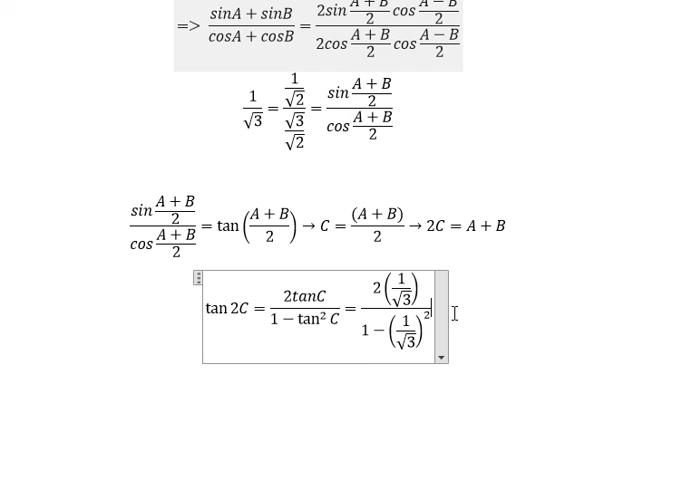 => (sinA + sinB)/(cosA + cosB) = (2sin (A + B)/2 cos (A − B)/2)/(2cos (A + B)/2 cos (A − B)/2)
1/√3 = (1/√2)/(√3/√2) = (sin (A + B)/2)/(cos (A + B)/2)
(sin (A + B)/2)/(cos (A + B)/2) = tan((A + B)/2) → C = (A + B)/2 → 2C = A + B
tan 2C = 2tanC/(1 − tan² C) = 2(1/√3)/(1 − (1/√3)²)